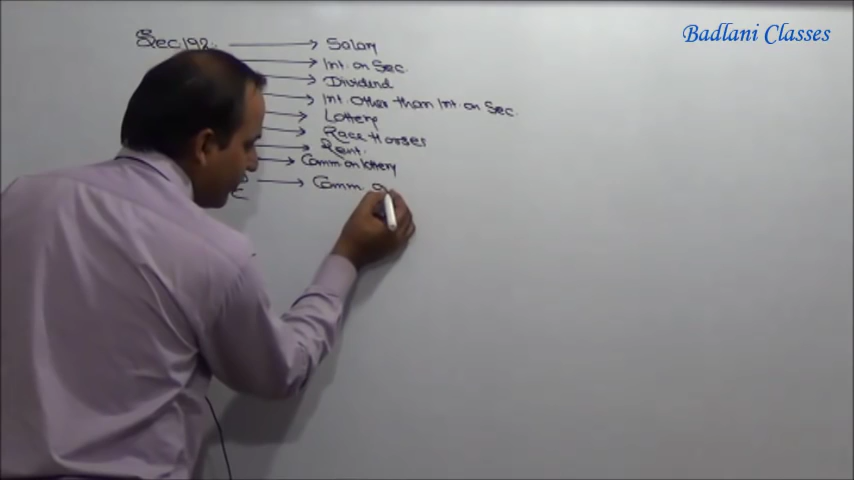 Badlani Classes
Sec 192. → Salary
→ Int. on Sec.
→ Dividend
→ Int. Other than Int. on Sec.
→ Lottery
→ Race Horses
→ Rent.
→ Comm on lottery
→ Comm. o